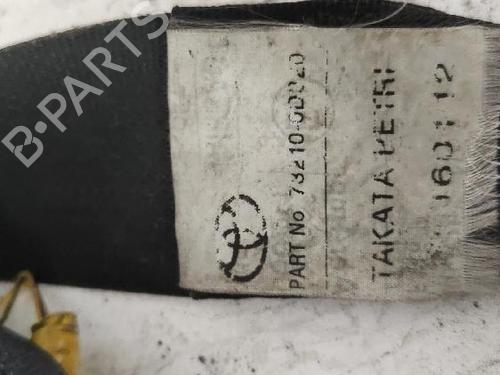 B-PARTS
PART No 73210-0D020
TAKATA PETRI
160112